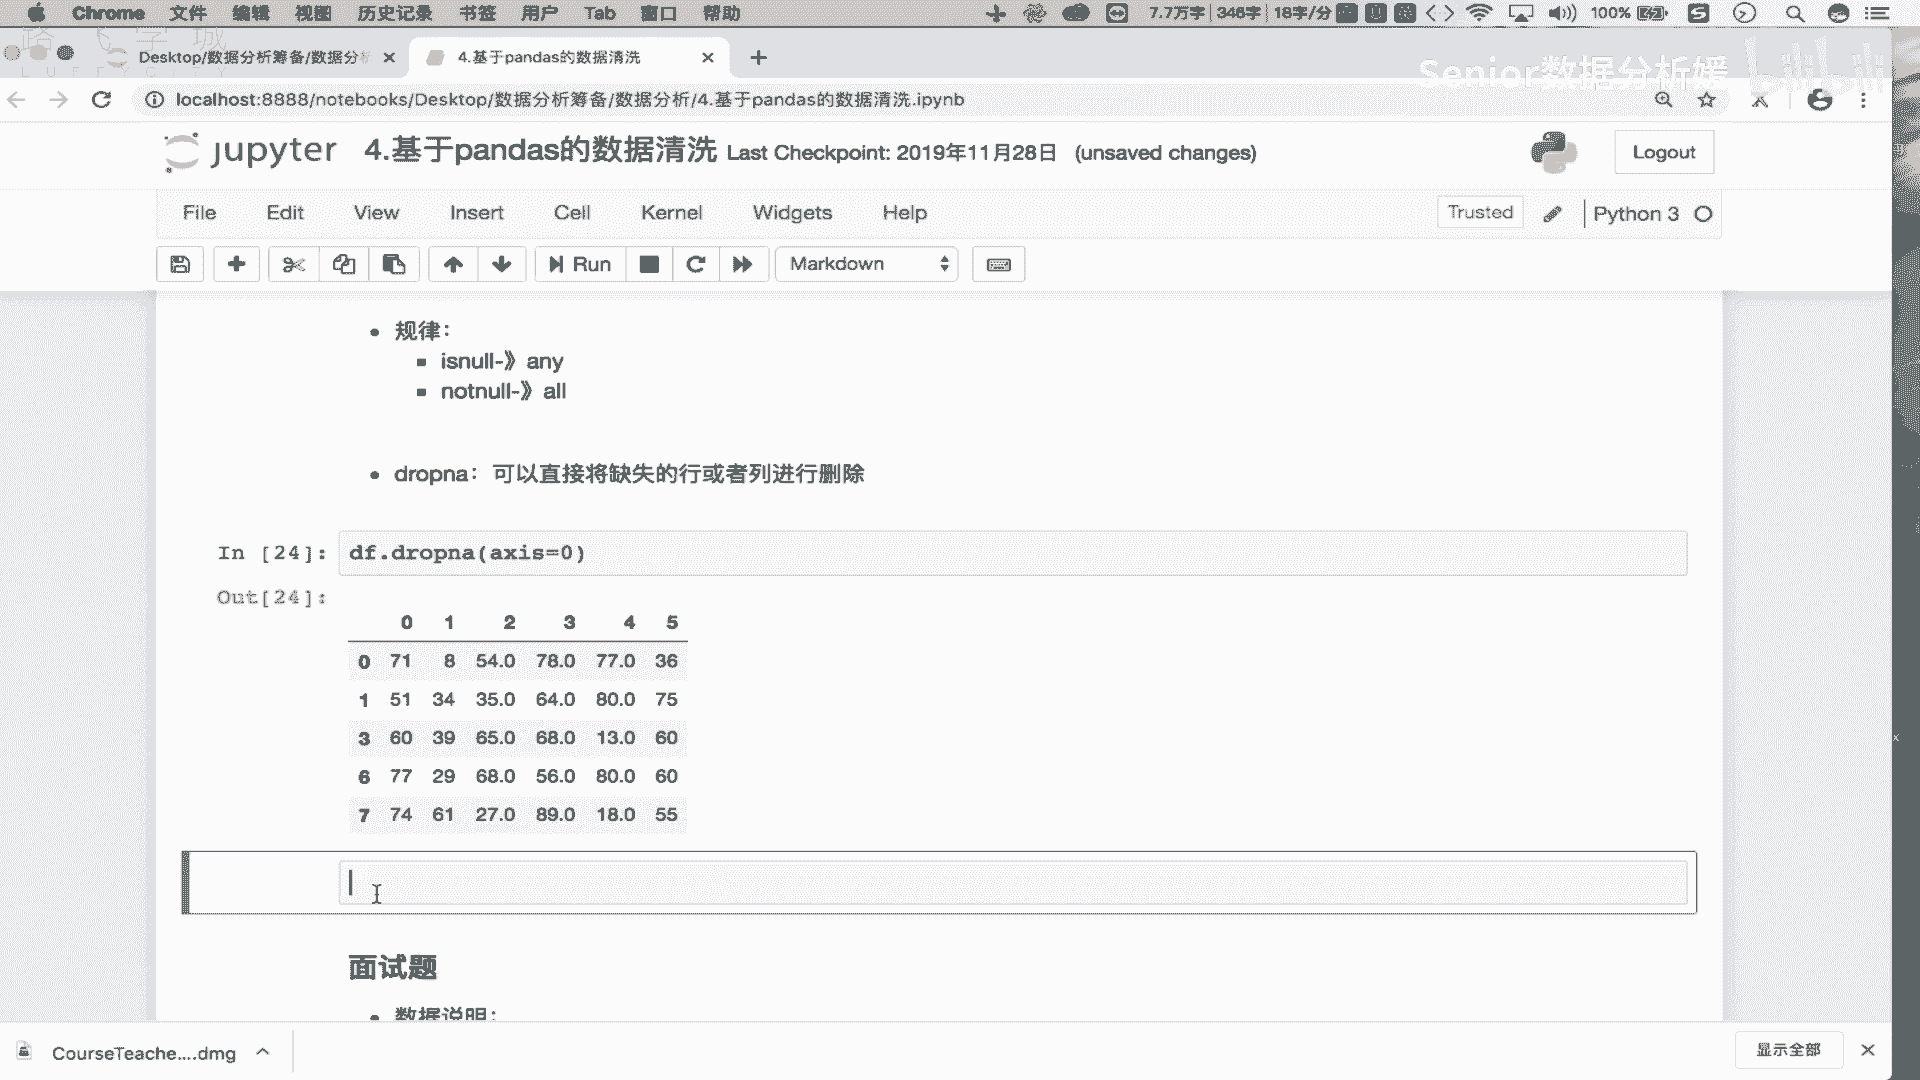 Chrome 文件 编辑 视图 历史记录 书签 用户 Tab 窗口 帮助 7.7万字 346字 18字/分 100%
Desktop/数据分析筹备/数据分析
4.基于pandas的数据清洗
Senior数据分析媛 bilibili
localhost:8888/notebooks/Desktop/数据分析筹备/数据分析/4.基于pandas的数据清洗.ipynb
jupyter 4.基于pandas的数据清洗 Last Checkpoint: 2019年11月28日 (unsaved changes)
Logout
File Edit View Insert Cell Kernel Widgets Help Trusted Python 3
Run Markdown
规律：
isnull-》any
notnull-》all
dropna：可以直接将缺失的行或者列进行删除
In [24]: df.dropna(axis=0)
Out[24]:
0 1 2 3 4 5
0 71 8 54.0 78.0 77.0 36
1 51 34 35.0 64.0 80.0 75
3 60 39 65.0 68.0 13.0 60
6 77 29 68.0 56.0 80.0 60
7 74 61 27.0 89.0 18.0 55
面试题
数据说明：
CourseTeache....dmg
显示全部